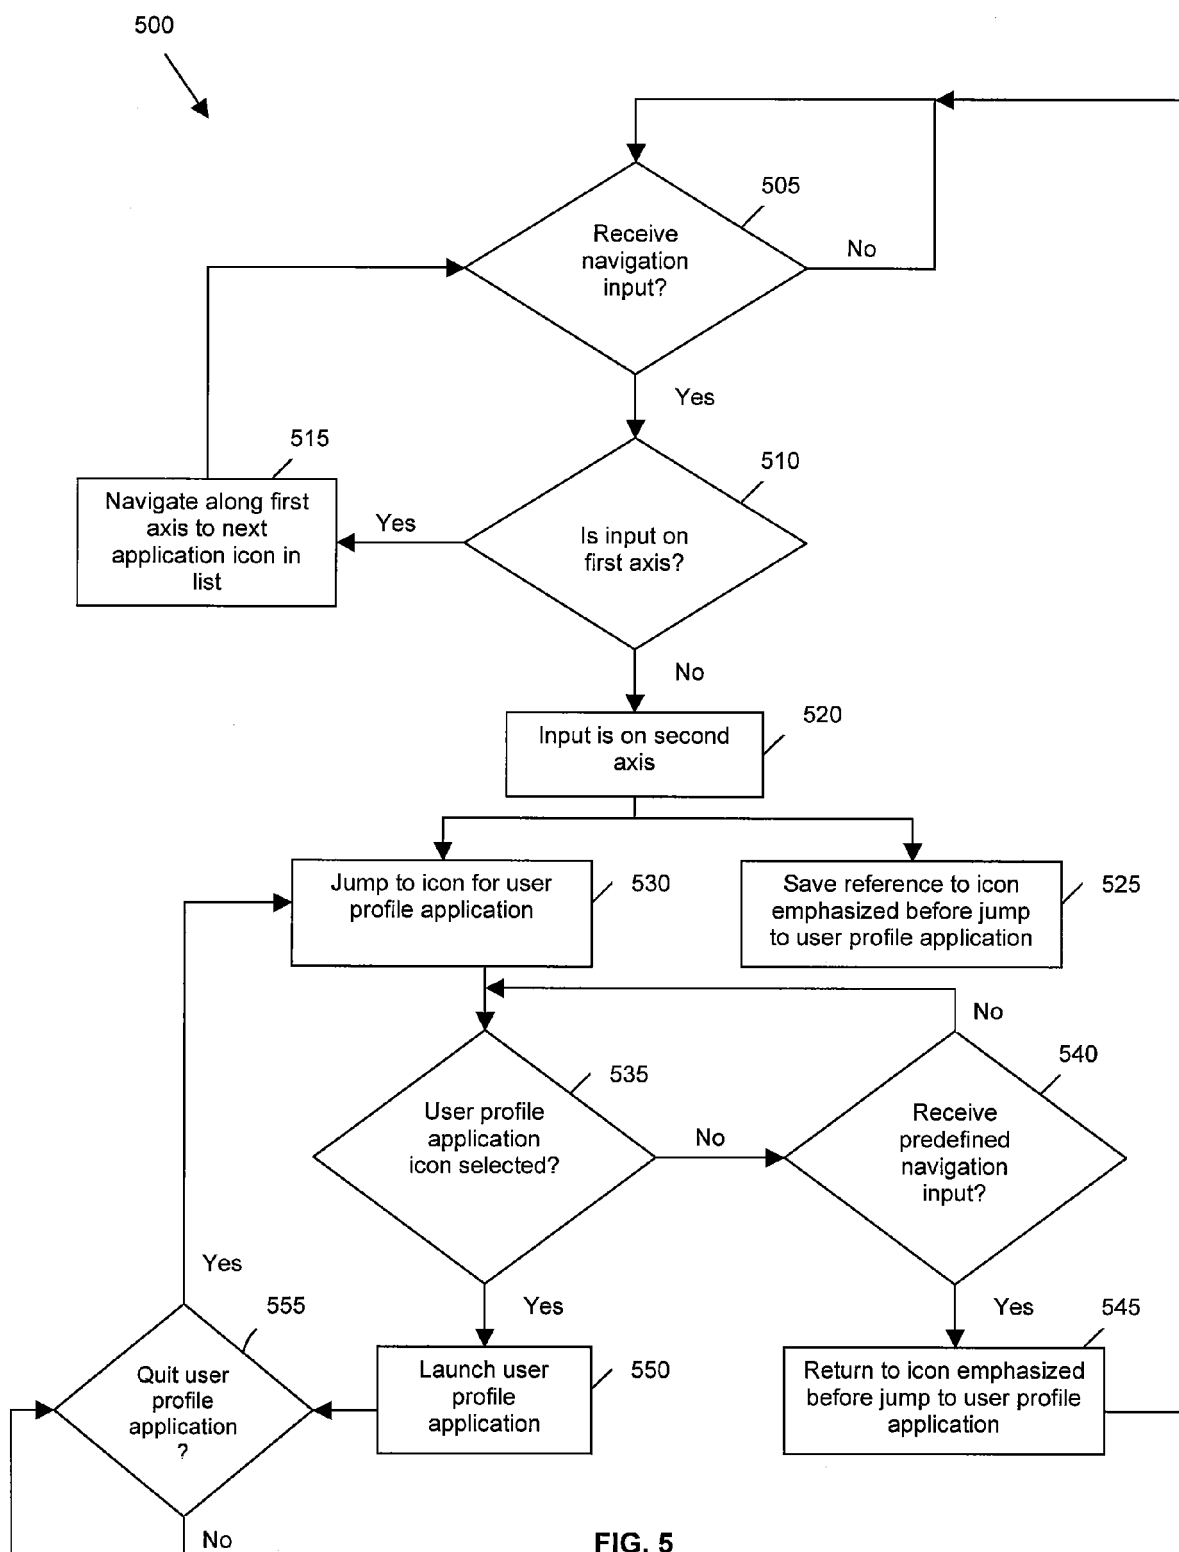 500
505
Receive
navigation
input?
No
Yes
515
510
Navigate along first
axis to next
application icon in
list
Yes
Is input on
first axis?
No
520
Input is on second
axis
Jump to icon for user
profile application
530
Save reference to icon
emphasized before jump
to user profile application
525
No
535
540
User profile
application
icon selected?
No
Receive
predefined
navigation
input?
Yes
555
Yes
Yes
545
Quit user
profile
application
?
Launch user
profile
application
550
Return to icon emphasized
before jump to user profile
application
No
FIG. 5